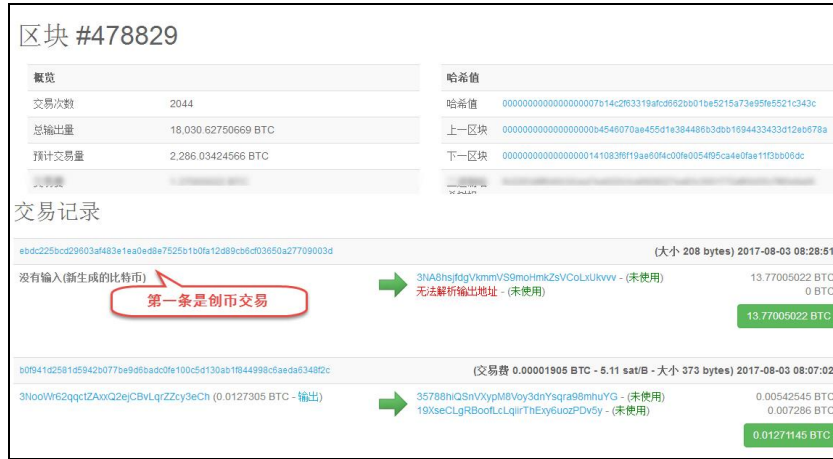 区块 #478829
概览
交易次数 2044
总输出量 18,030.62750669 BTC
预计交易量 2,286.03424566 BTC
哈希值
哈希值 0000000000000000007b14c2f63319afcd662bb01be5215a73e95fe5521c343c
上一区块 000000000000000000b4546070ae455d1e384486b3dbb1694433433d12eb678a
下一区块 000000000000000000141083f6f19ae60f4c00fe0054f95ca4e0fae11f3bb06dc
交易记录
ebdc225bcd29603af483e1ea0ed8e7525b1b0fa12d89cb6cf03650a27709003d (大小 208 bytes) 2017-08-03 08:28:51
没有输入(新生成的比特币) 3NA8hsjfdgVkmmVS9moHmkZsVCoLxUkvvv - (未使用) 13.77005022 BTC
无法解析输出地址 - (未使用) 0 BTC
第一条是创币交易
13.77005022 BTC
b0f941d2581d5942b077be9d6badc0fe100c5d130ab1f844998c6aeda6348f2c (交易费 0.00001905 BTC - 5.11 sat/B - 大小 373 bytes) 2017-08-03 08:07:02
3NooWr62qqctZAxxQ2ejCBvLqrZZcy3eCh (0.0127305 BTC - 输出) 35788hiQSnVXypM8Voy3dnYsqra98mhuYG - (未使用) 0.00542545 BTC
19XseCLgRBoofLcLqiirThExy6uozPDv5y - (未使用) 0.007286 BTC
0.01271145 BTC